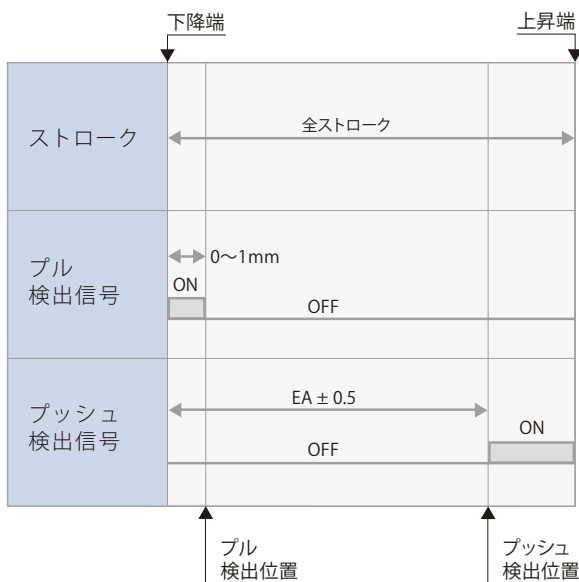 下降端
上昇端
ストローク
全ストローク
プル
検出信号
0〜1mm
ON
OFF
プッシュ
検出信号
EA ± 0.5
ON
OFF
プル
検出位置
プッシュ
検出位置